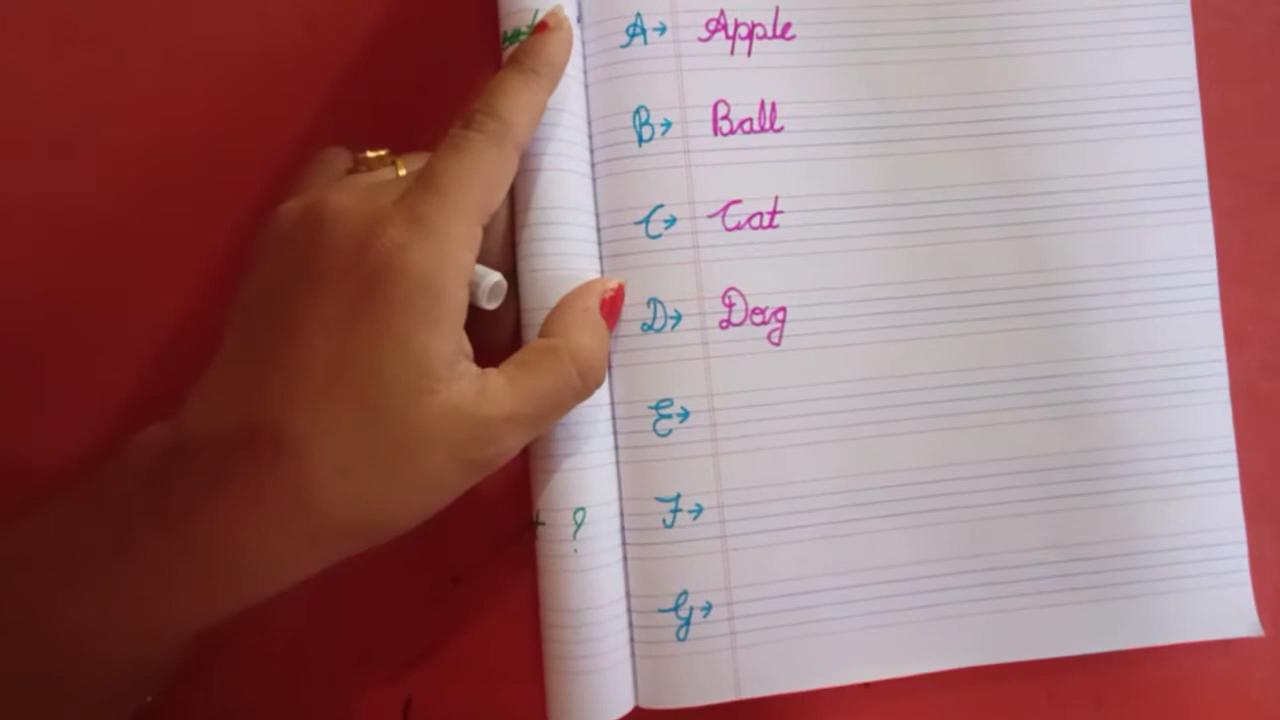 A→ Apple
B→ Ball
C→ Cat
D→ Dog
E→
F→
G→
?